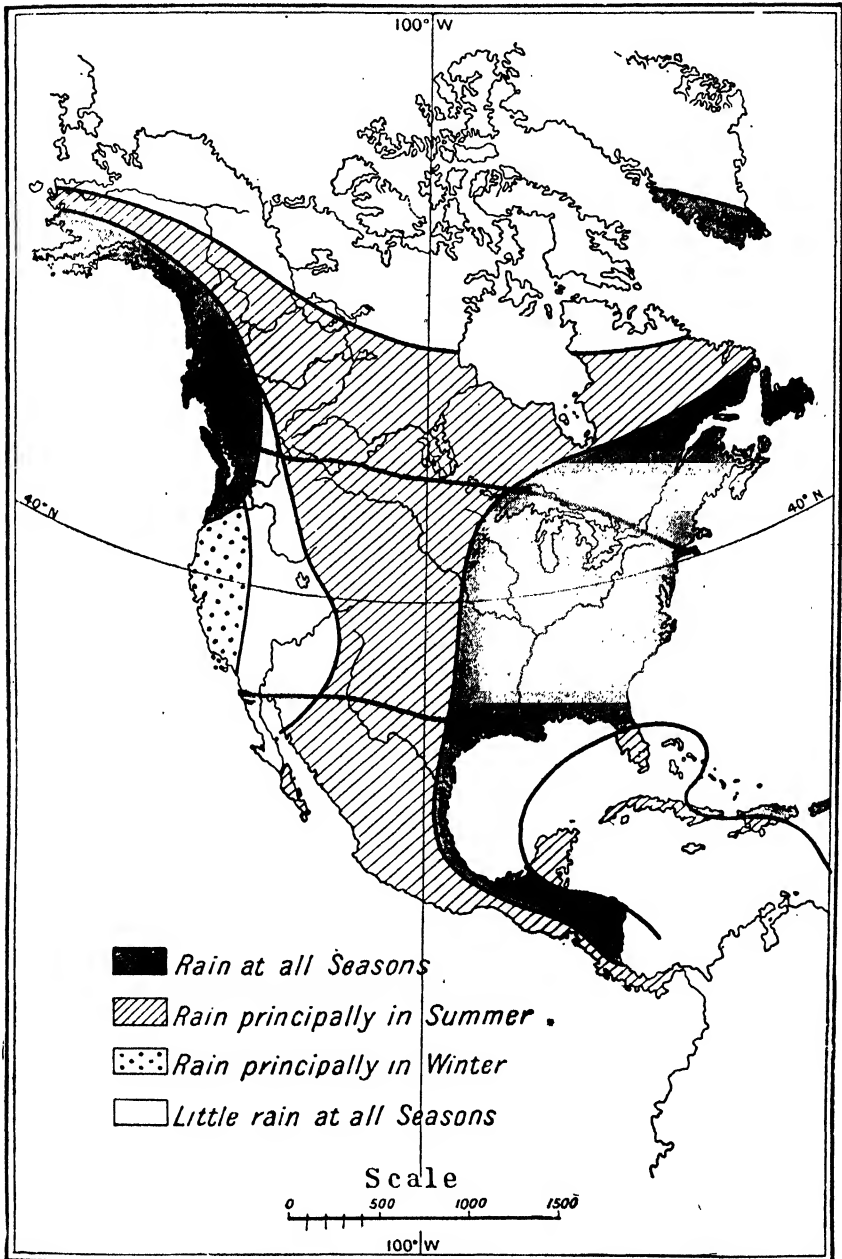 100° W
40° N
40° N
Rain at all Seasons
Rain principally in Summer .
Rain principally in Winter
Little rain at all Seasons
Scale
0 500 1000 1500
100° W